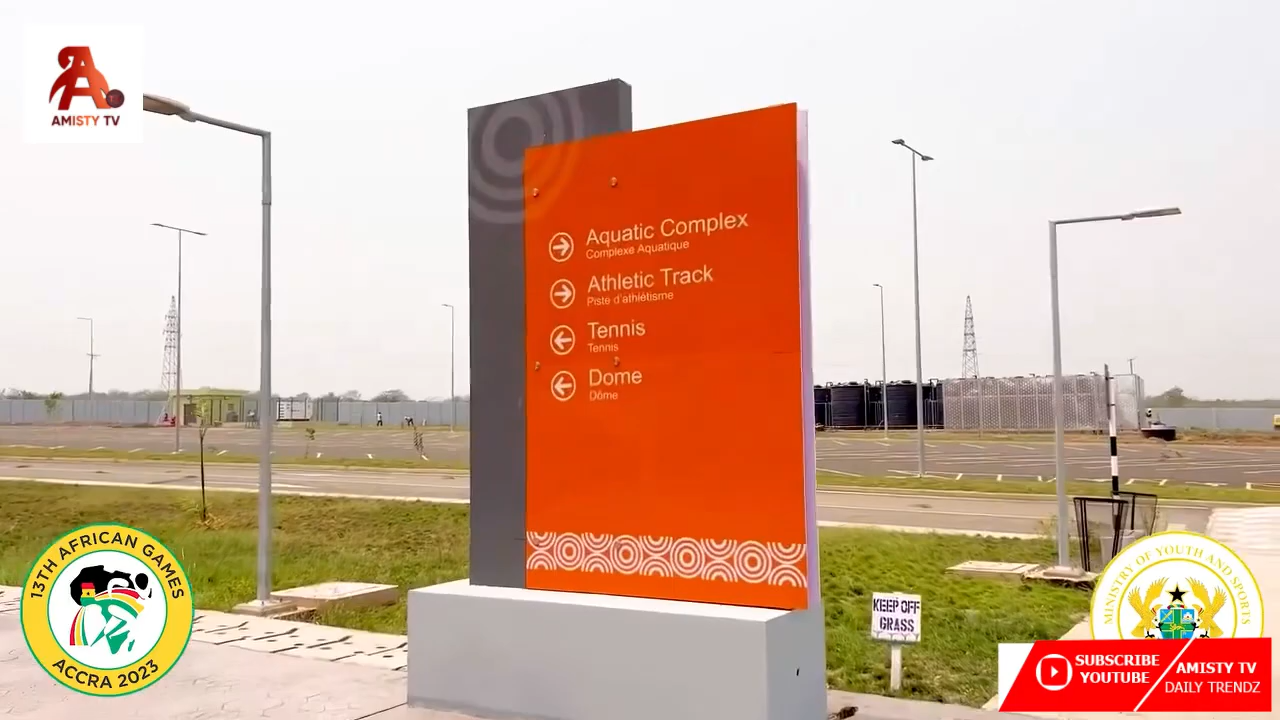 AMISTY TV
Aquatic Complex
Complexe Aquatique
Athletic Track
Piste d'athlétisme
Tennis
Tennis
Dome
Dôme
KEEP OFF
GRASS
13TH AFRICAN GAMES
ACCRA 2023
MINISTRY OF YOUTH AND SPORTS
SUBSCRIBE
YOUTUBE
AMISTY TV
DAILY TRENDZ